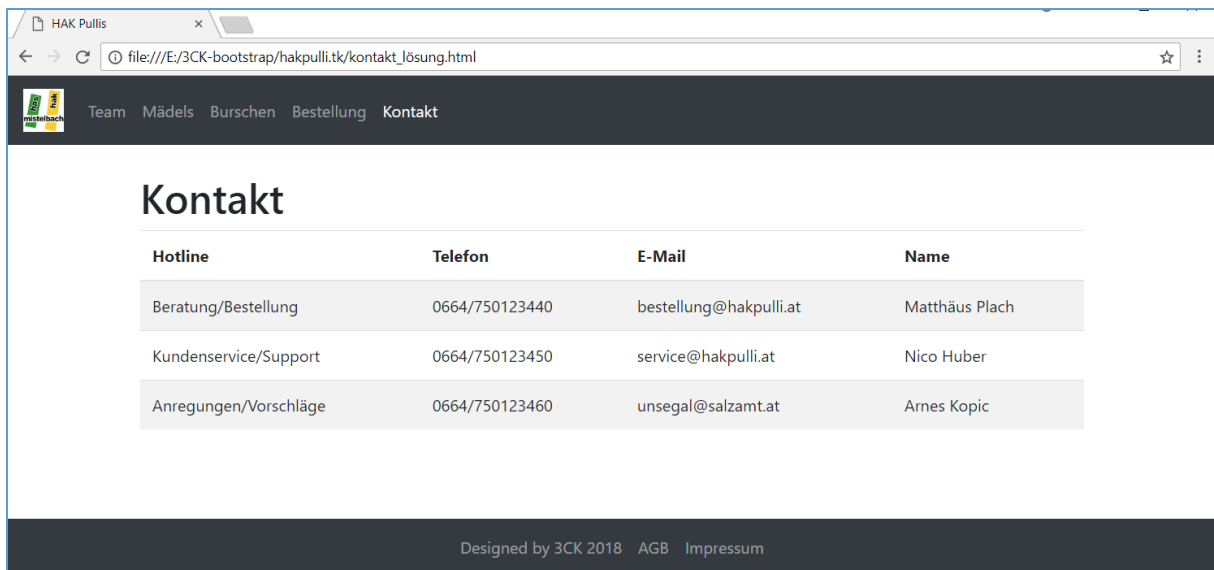 HAK Pullis
file:///E:/3CK-bootstrap/hakpulli.tk/kontakt_lösung.html
has hak
mistelbach
Team Mädels Burschen Bestellung Kontakt
Kontakt
Hotline Telefon E-Mail Name
Beratung/Bestellung 0664/750123440 bestellung@hakpulli.at Matthäus Plach
Kundenservice/Support 0664/750123450 service@hakpulli.at Nico Huber
Anregungen/Vorschläge 0664/750123460 unsegal@salzamt.at Arnes Kopic
Designed by 3CK 2018 AGB Impressum